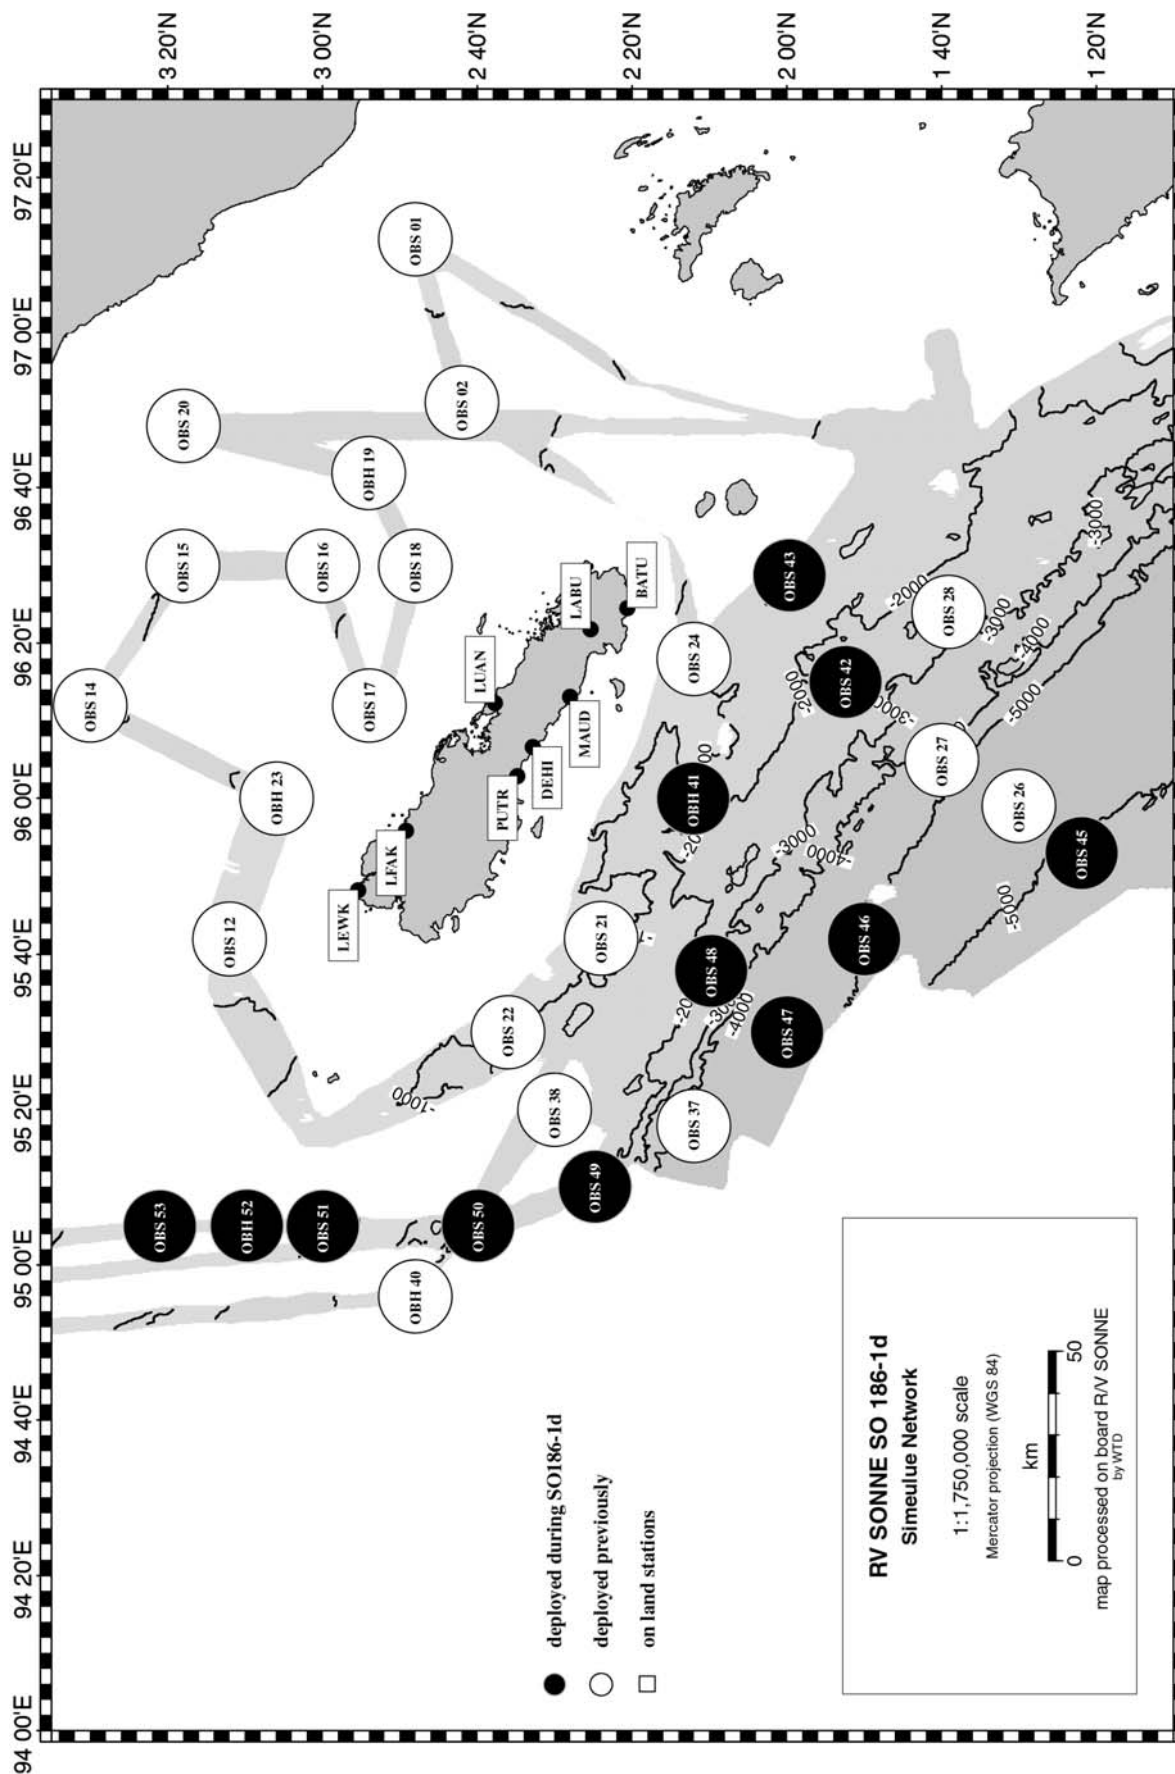 94 00'E
94 20'E
94 40'E
95 00'E
95 20'E
95 40'E
96 00'E
96 20'E
96 40'E
97 00'E
97 20'E
3 20'N
3 00'N
2 40'N
2 20'N
2 00'N
1 40'N
1 20'N
OBS 14
OBS 15
OBS 20
OBS 53
OBS 12
OBH 23
OBH 52
OBS 51
OBS 16
OBS 17
OBH 19
OBH 40
OBS 18
OBS 01
OBS 02
OBS 50
OBS 22
OBS 38
OBS 49
OBS 21
OBS 37
OBH 41
OBS 24
OBS 48
OBS 47
OBS 43
OBS 42
OBS 46
OBS 27
OBS 28
OBS 26
OBS 45
LEWK
LFAK
LUAN
PUTR
DEHI
MAUD
LABU
BATU
-1000
-2000
-2000
-3000
-3000
-3000
-3000
-4000
-4000
-4000
-5000
-5000
deployed during SO186-1d
deployed previously
on land stations
RV SONNE SO 186-1d
Simeulue Network
1:1,750,000 scale
Mercator projection (WGS 84)
km
0
50
map processed on board R/V SONNE
by WTD